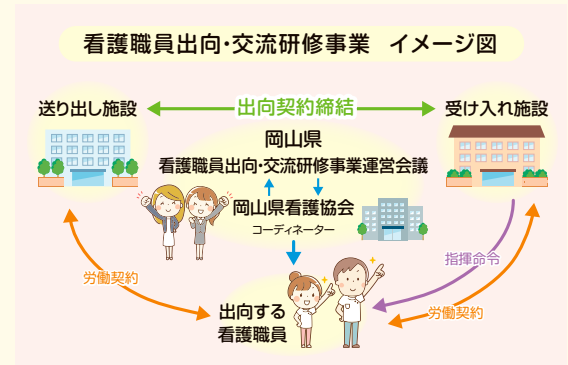 看護職員出向・交流研修事業 イメージ図
送り出し施設
出向契約締結
受け入れ施設
岡山県
看護職員出向・交流研修事業運営会議
岡山県看護協会
コーディネーター
労働契約
指揮命令
労働契約
出向する
看護職員